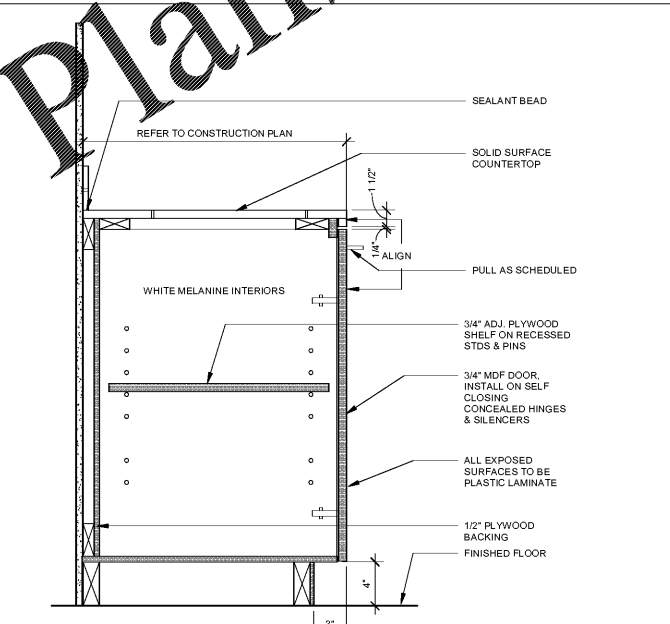 Plan
SEALANT BEAD
REFER TO CONSTRUCTION PLAN
SOLID SURFACE
COUNTERTOP
1 1/2"
1/4"
ALIGN
PULL AS SCHEDULED
WHITE MELANINE INTERIORS
3/4" ADJ. PLYWOOD
SHELF ON RECESSED
STDS & PINS
3/4" MDF DOOR,
INSTALL ON SELF
CLOSING
CONCEALED HINGES
& SILENCERS
ALL EXPOSED
SURFACES TO BE
PLASTIC LAMINATE
1/2" PLYWOOD
BACKING
FINISHED FLOOR
4"